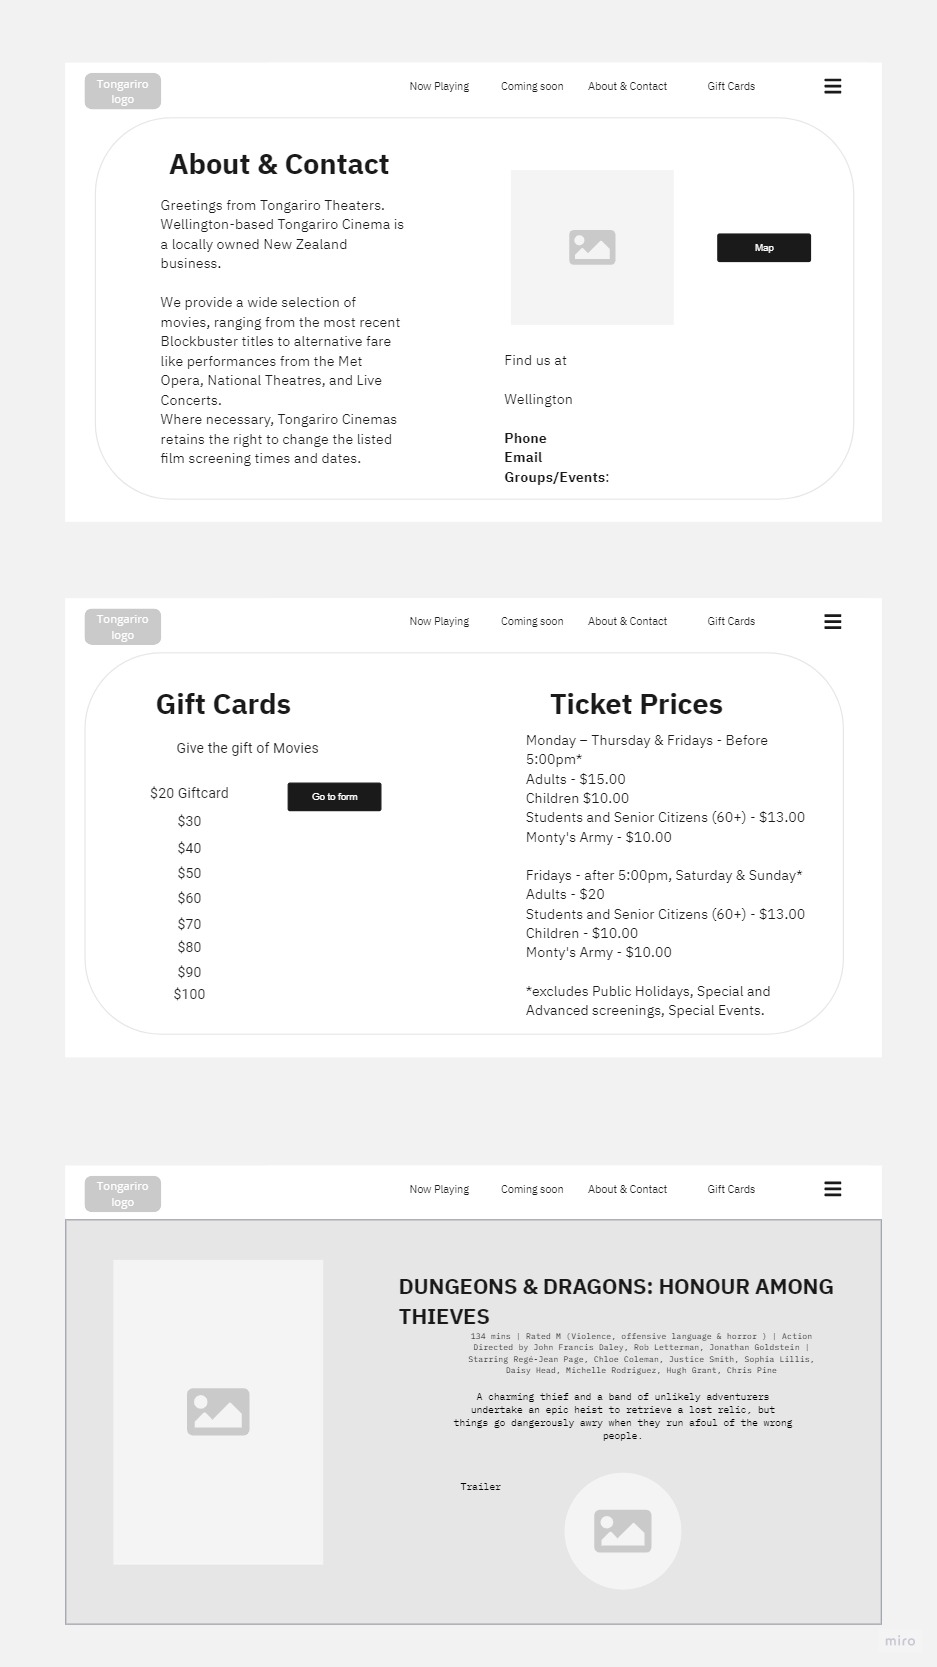 Tongariro
logo
Now Playing
Coming soon
About & Contact
Gift Cards
About & Contact
Greetings from Tongariro Theaters.
Wellington-based Tongariro Cinema is
a locally owned New Zealand
business.
We provide a wide selection of
movies, ranging from the most recent
Blockbuster titles to alternative fare
like performances from the Met
Opera, National Theatres, and Live
Concerts.
Where necessary, Tongariro Cinemas
retains the right to change the listed
film screening times and dates.
Map
Find us at
Wellington
Phone
Email
Groups/Events:
Tongariro
logo
Now Playing
Coming soon
About & Contact
Gift Cards
Gift Cards
Give the gift of Movies
$20 Giftcard
Go to form
$30
$40
$50
$60
$70
$80
$90
$100
Ticket Prices
Monday – Thursday & Fridays - Before
5:00pm*
Adults - $15.00
Children $10.00
Students and Senior Citizens (60+) - $13.00
Monty's Army - $10.00
Fridays - after 5:00pm, Saturday & Sunday*
Adults - $20
Students and Senior Citizens (60+) - $13.00
Children - $10.00
Monty's Army - $10.00
*excludes Public Holidays, Special and
Advanced screenings, Special Events.
Tongariro
logo
Now Playing
Coming soon
About & Contact
Gift Cards
DUNGEONS & DRAGONS: HONOUR AMONG
THIEVES
134 mins | Rated M (Violence, offensive language & horror ) | Action
Directed by John Francis Daley, Rob Letterman, Jonathan Goldstein |
Starring Regé-Jean Page, Chloe Coleman, Justice Smith, Sophia Lillis,
Daisy Head, Michelle Rodriguez, Hugh Grant, Chris Pine
A charming thief and a band of unlikely adventurers
undertake an epic heist to retrieve a lost relic, but
things go dangerously awry when they run afoul of the wrong
people.
Trailer
miro